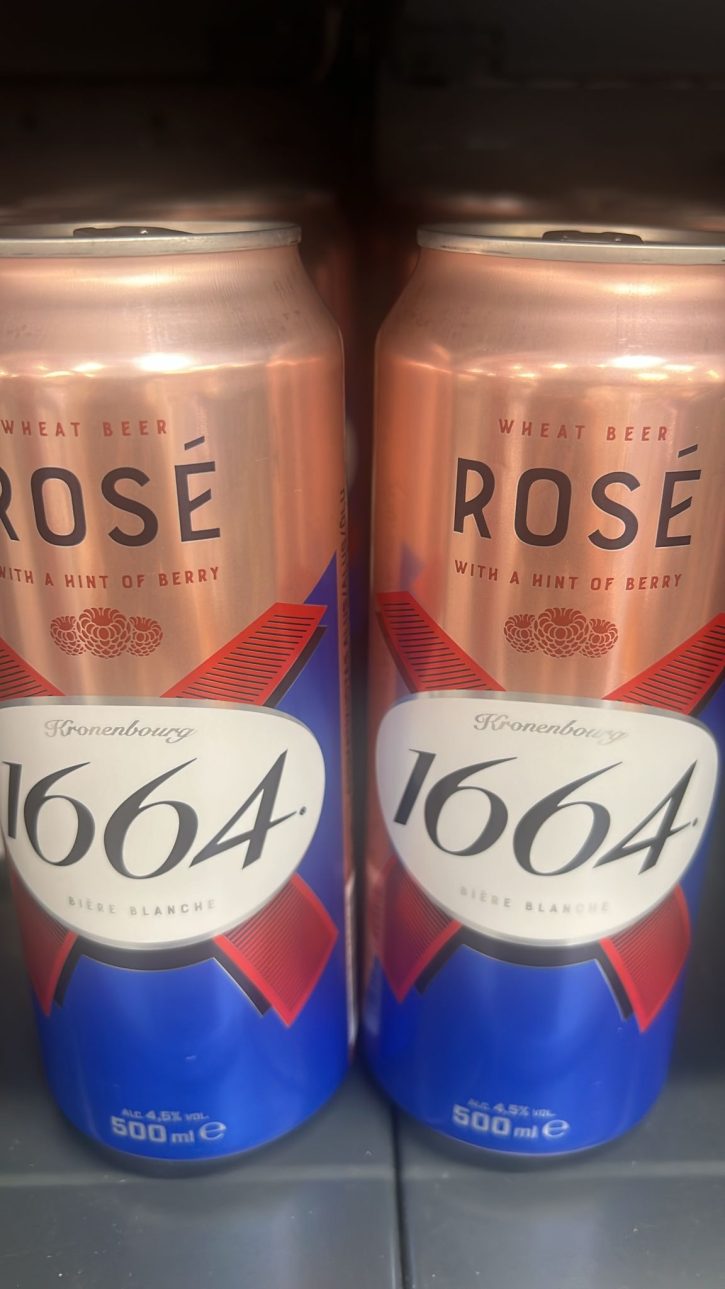 WHEAT BEER
ROSÉ
WITH A HINT OF BERRY
Kronenbourg
1664.
BIÈRE BLANCHE
ALC. 4,5% VOL.
500 ml e
WHEAT BEER
ROSÉ
WITH A HINT OF BERRY
Kronenbourg
1664.
BIÈRE BLANCHE
ALC. 4,5% VOL.
500 ml e